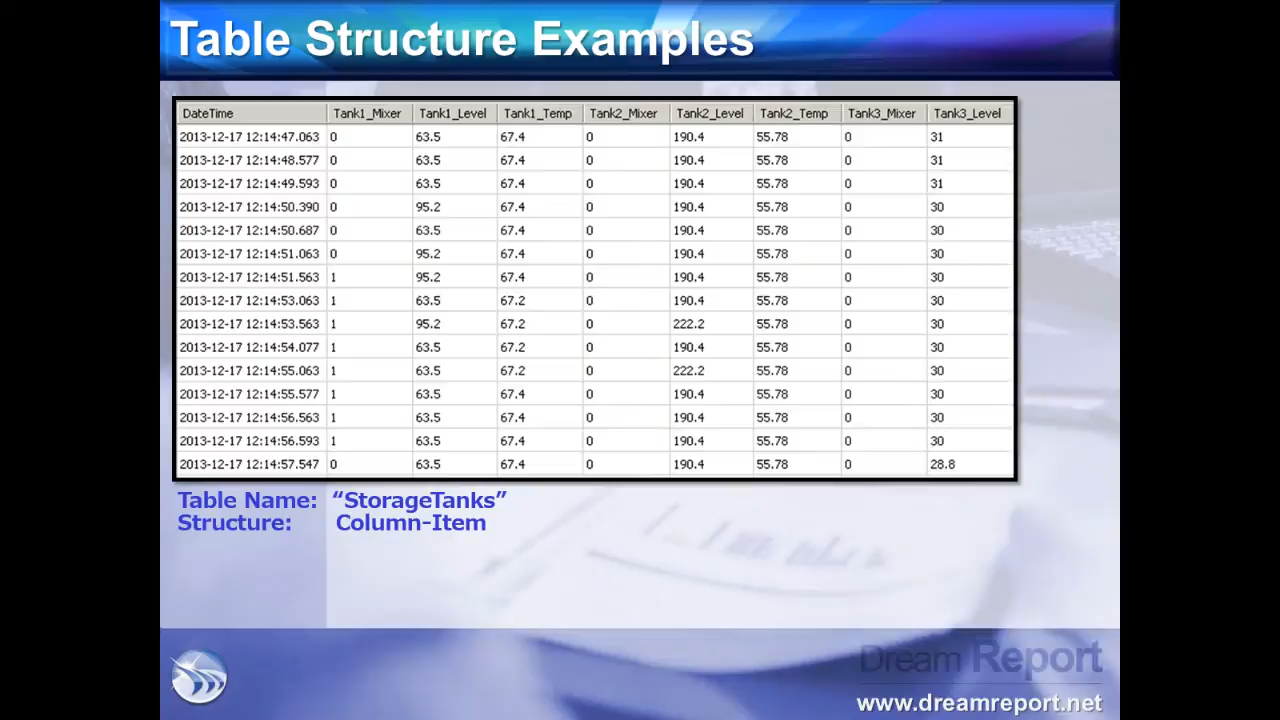 Table Structure Examples
DateTime Tank1_Mixer Tank1_Level Tank1_Temp Tank2_Mixer Tank2_Level Tank2_Temp Tank3_Mixer Tank3_Level
2013-12-17 12:14:47.063 0 63.5 67.4 0 190.4 55.78 0 31
2013-12-17 12:14:48.577 0 63.5 67.4 0 190.4 55.78 0 31
2013-12-17 12:14:49.593 0 63.5 67.4 0 190.4 55.78 0 31
2013-12-17 12:14:50.390 0 95.2 67.4 0 190.4 55.78 0 30
2013-12-17 12:14:50.687 0 63.5 67.4 0 190.4 55.78 0 30
2013-12-17 12:14:51.063 0 95.2 67.4 0 190.4 55.78 0 30
2013-12-17 12:14:51.563 1 95.2 67.4 0 190.4 55.78 0 30
2013-12-17 12:14:53.063 1 63.5 67.2 0 190.4 55.78 0 30
2013-12-17 12:14:53.563 1 95.2 67.2 0 222.2 55.78 0 30
2013-12-17 12:14:54.077 1 63.5 67.2 0 190.4 55.78 0 30
2013-12-17 12:14:55.063 1 63.5 67.2 0 222.2 55.78 0 30
2013-12-17 12:14:55.577 1 63.5 67.4 0 190.4 55.78 0 30
2013-12-17 12:14:56.563 1 63.5 67.4 0 190.4 55.78 0 30
2013-12-17 12:14:56.593 1 63.5 67.4 0 190.4 55.78 0 30
2013-12-17 12:14:57.547 0 63.5 67.4 0 190.4 55.78 0 28.8
Table Name: “StorageTanks”
Structure: Column-Item
Dream Report
www.dreamreport.net